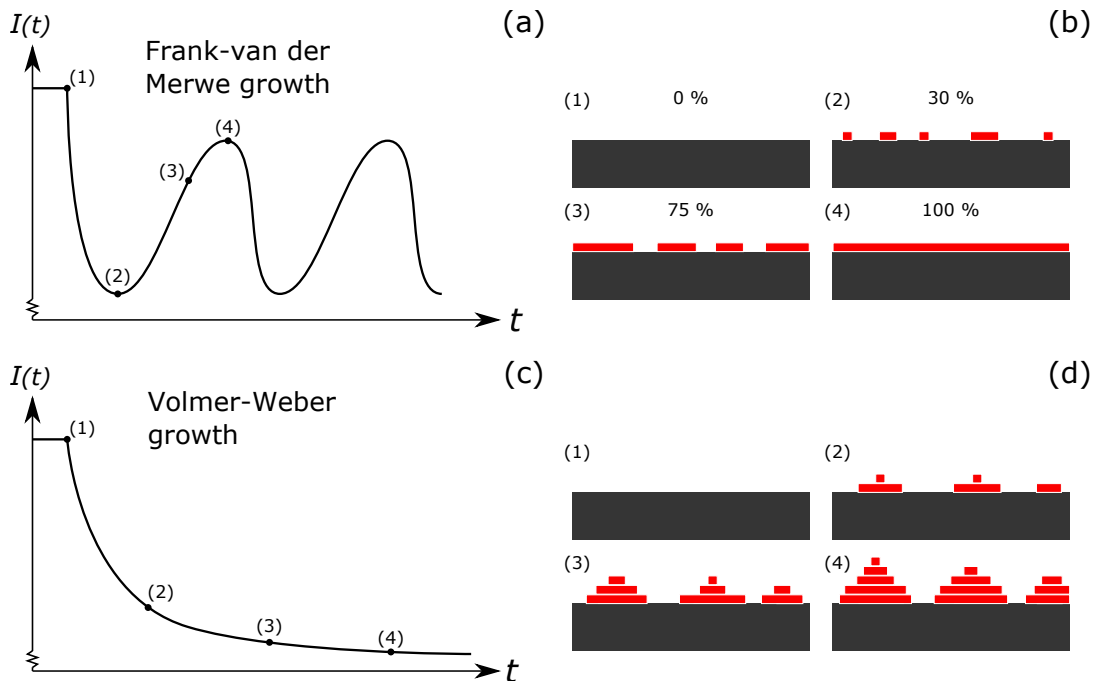 I(t)
(a)
Frank-van der
Merwe growth
(1)
(2)
(3)
(4)
t
(b)
(1)
0 %
(2)
30 %
(3)
75 %
(4)
100 %
I(t)
(c)
Volmer-Weber
growth
(1)
(2)
(3)
(4)
t
(d)
(1)
(2)
(3)
(4)